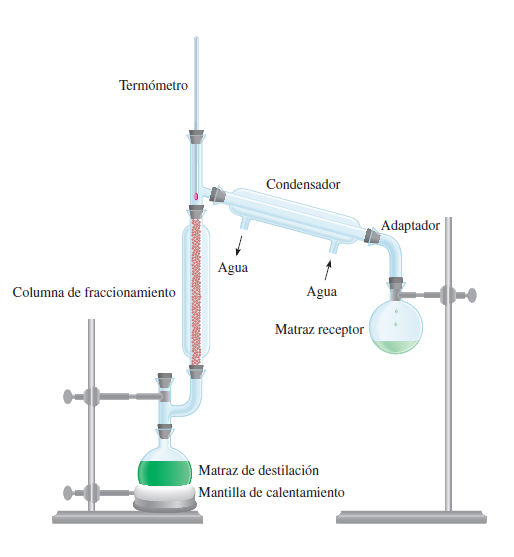 Termómetro
Condensador
Adaptador
Agua
Agua
Columna de fraccionamiento
Matraz receptor
Matraz de destilación
Mantilla de calentamiento